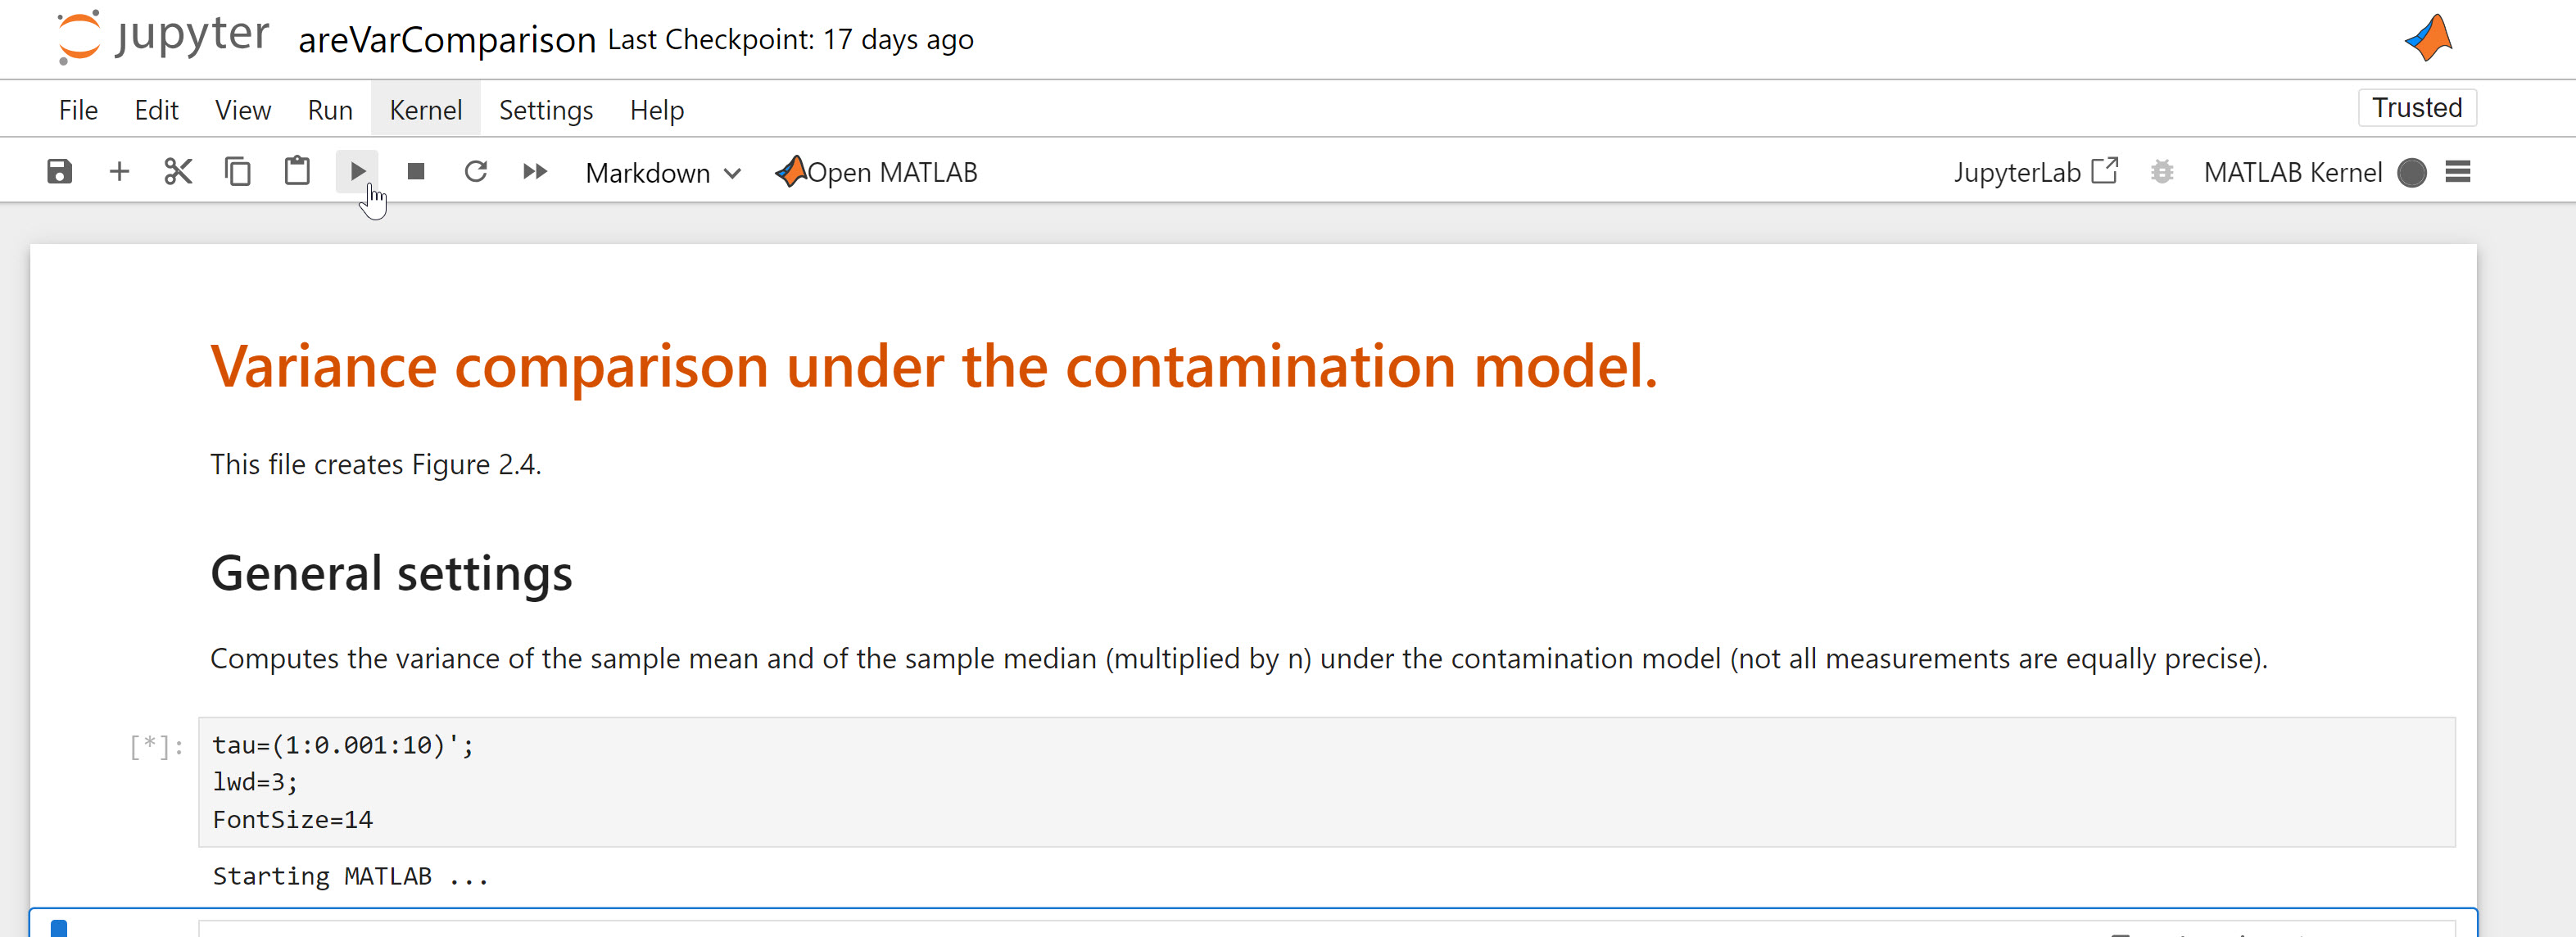 jupyter areVarComparison Last Checkpoint: 17 days ago
File Edit View Run Kernel Settings Help Trusted
Markdown Open MATLAB JupyterLab MATLAB Kernel
Variance comparison under the contamination model.
This file creates Figure 2.4.
General settings
Computes the variance of the sample mean and of the sample median (multiplied by n) under the contamination model (not all measurements are equally precise).
[*]: tau=(1:0.001:10)';
lwd=3;
FontSize=14
Starting MATLAB ...